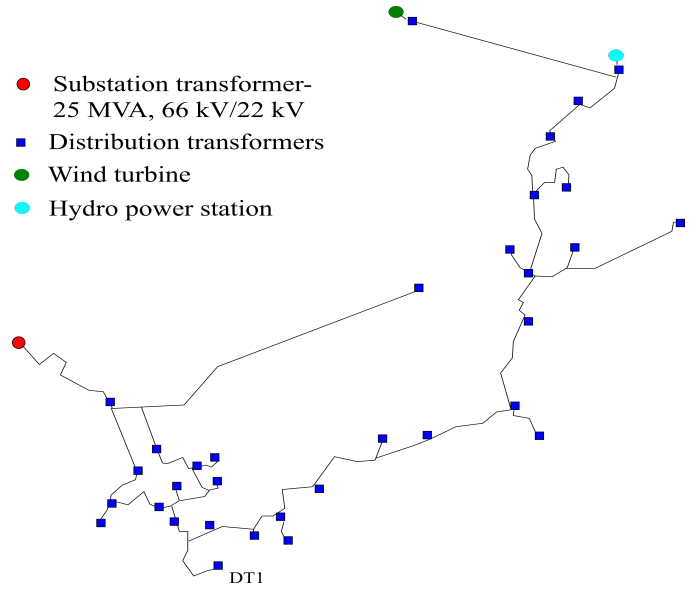 Substation transformer-
25 MVA, 66 kV/22 kV
Distribution transformers
Wind turbine
Hydro power station
DT1